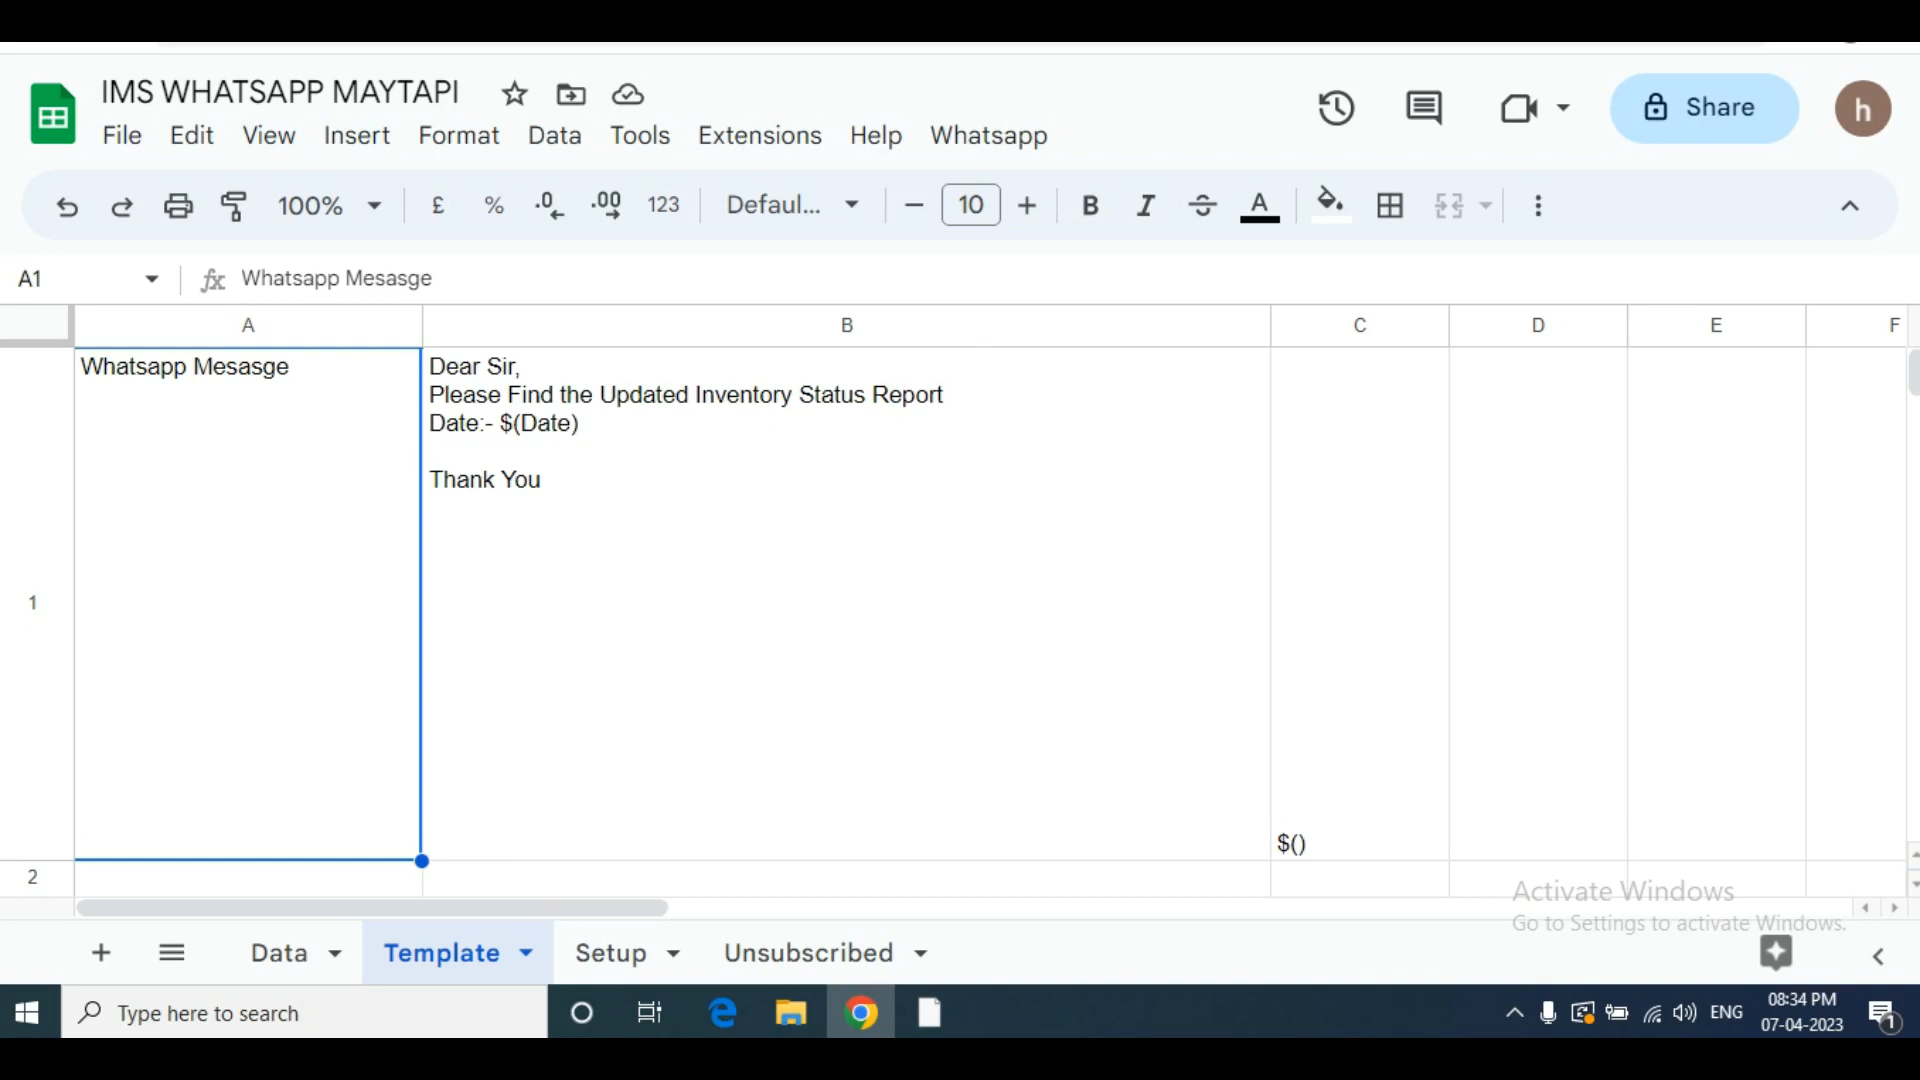 IMS WHATSAPP MAYTAPI
File Edit View Insert Format Data Tools Extensions Help Whatsapp
Share
h
100% £ % .0 .00 123 Defaul... 10 B I S A
A1 fx Whatsapp Mesasge
A B C D E F
1 Whatsapp Mesasge
Dear Sir,
Please Find the Updated Inventory Status Report
Date:- $(Date)
Thank You
$()
2
Activate Windows
Go to Settings to activate Windows.
Data Template Setup Unsubscribed
Type here to search
ENG
08:34 PM
07-04-2023
1